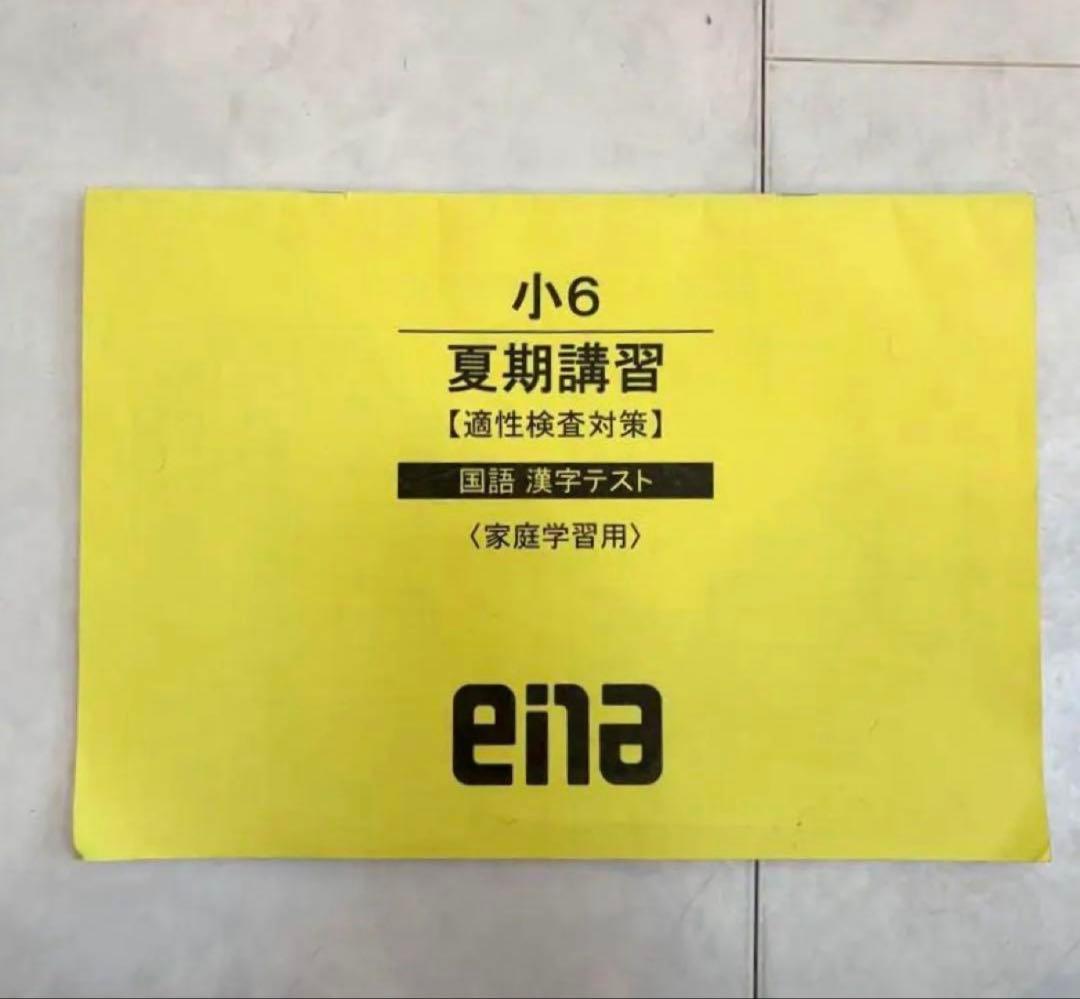 小6
夏期講習
【適性検査対策】
国語 漢字テスト
〈家庭学習用〉
ena